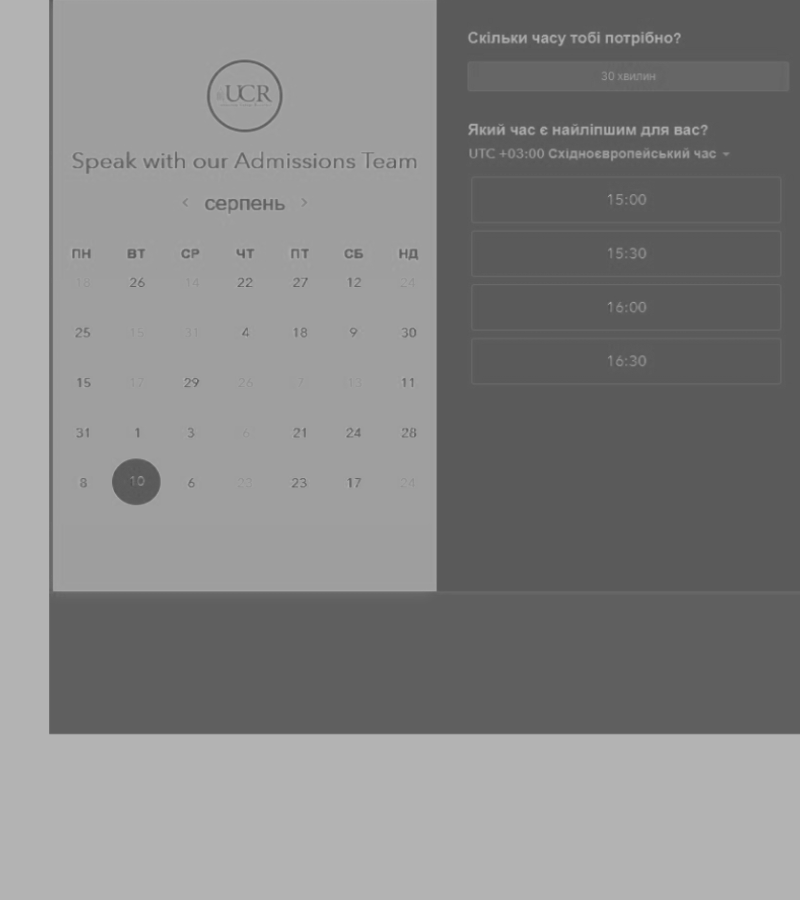 UCR
Speak with our Admissions Team
‹ серпень ›
ПН ВТ СР ЧТ ПТ СБ НД
16 26 14 22 27 12 24
25 15 31 4 18 9 30
15 17 29 26 7 13 11
31 1 3 6 21 24 28
8 10 6 23 17 24
Скільки часу тобі потрібно?
30 хвилин
Який час є найліпшим для вас?
UTC +03:00 Східноєвропейський час
15:00
15:30
16:00
16:30